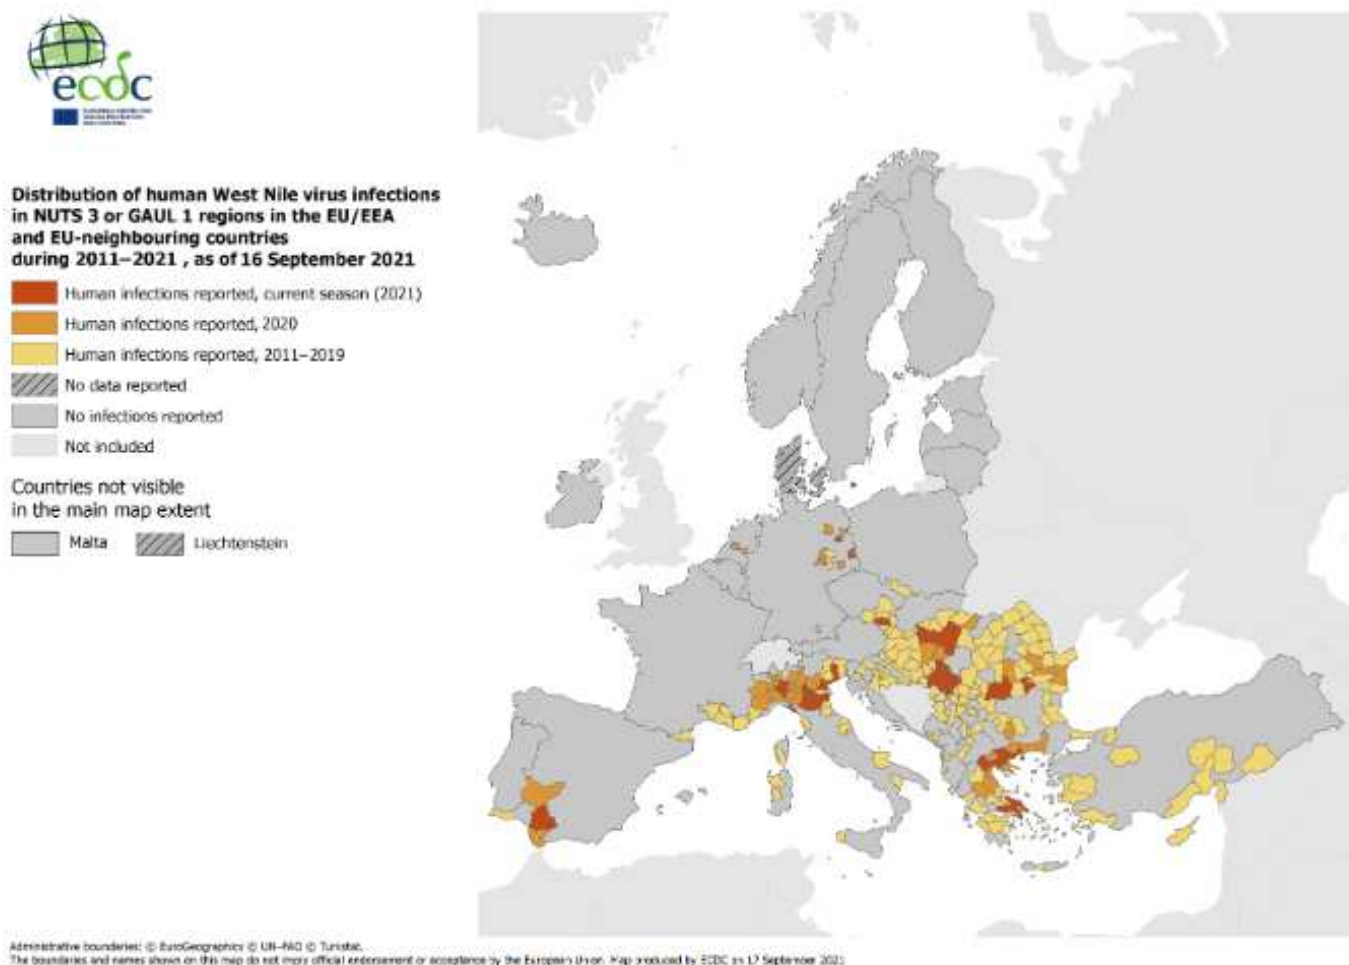 ecdc
Distribution of human West Nile virus infections
in NUTS 3 or GAUL 1 regions in the EU/EEA
and EU-neighbouring countries
during 2011–2021 , as of 16 September 2021
Human infections reported, current season (2021)
Human infections reported, 2020
Human infections reported, 2011–2019
No data reported
No infections reported
Not included
Countries not visible
in the main map extent
Malta
Liechtenstein
Administrative boundaries: © EuroGeographics © UN–FAO © Turkstat.
The boundaries and names shown on this map do not imply official endorsement or acceptance by the European Union. Map produced by ECDC on 17 September 2021